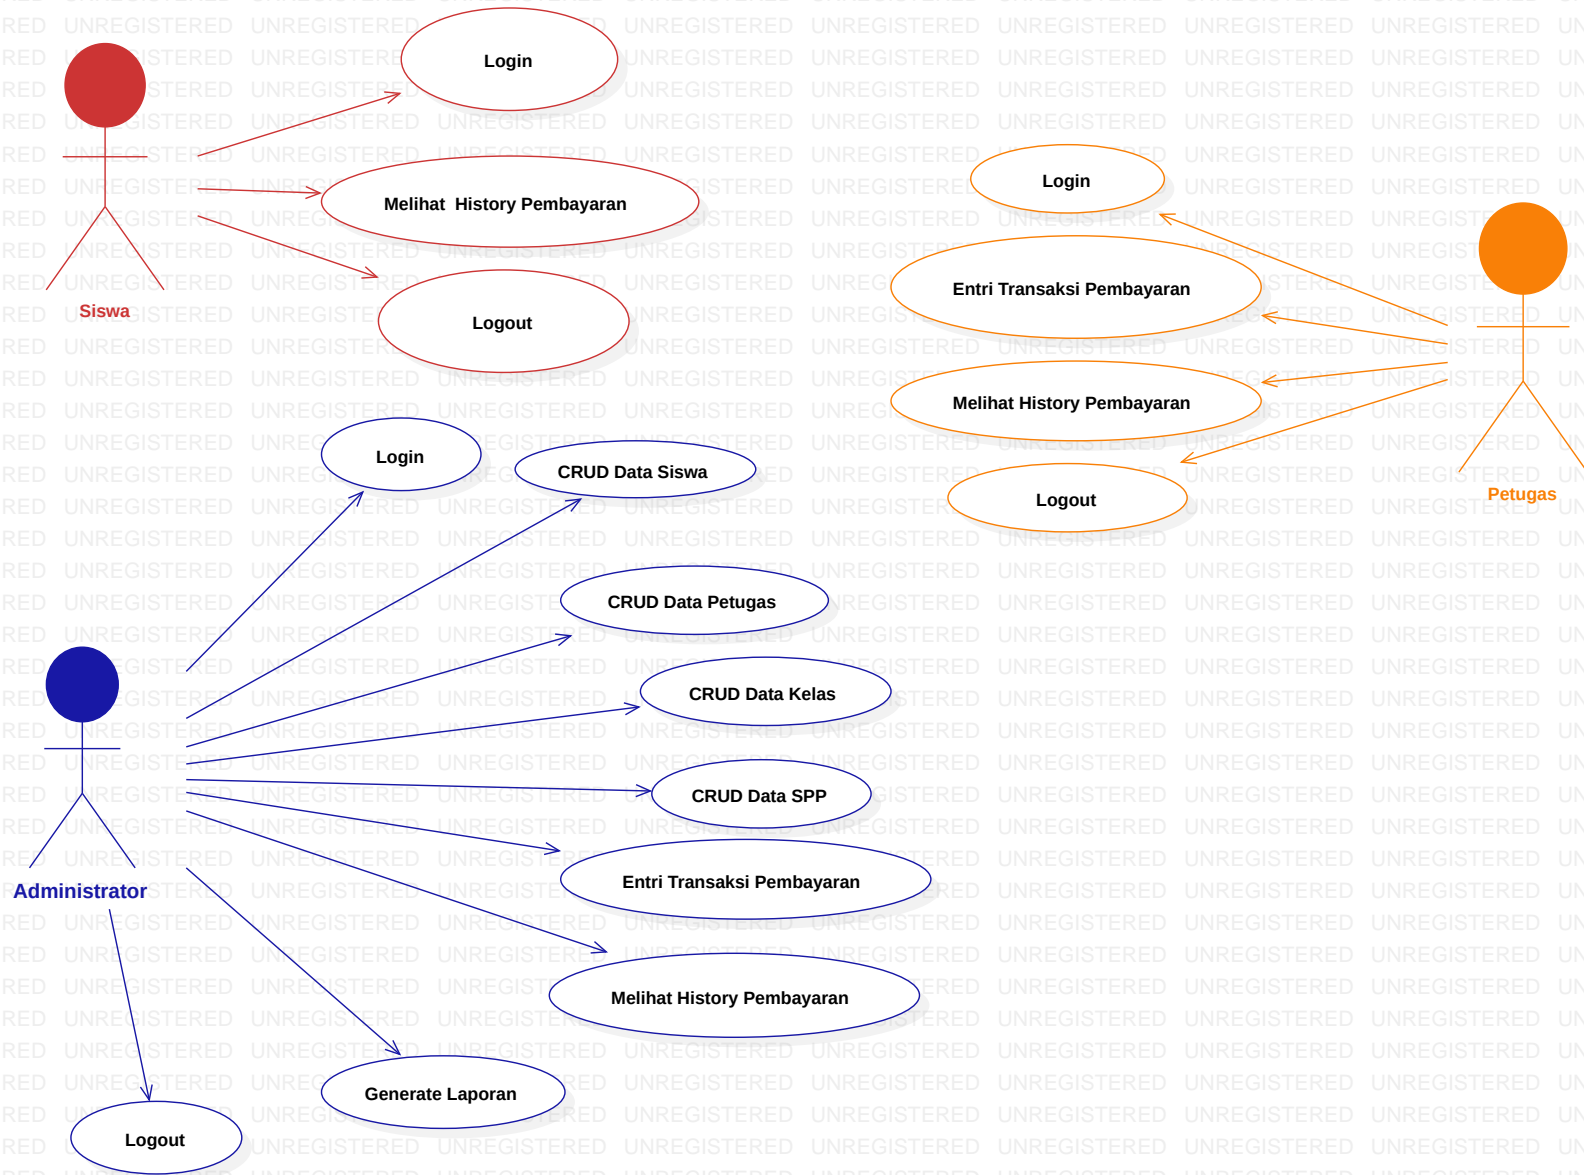 Login
Melihat  History Pembayaran
Siswa
Logout
Login
Entri Transaksi Pembayaran
Melihat History Pembayaran
Logout
Petugas
Login
CRUD Data Siswa
CRUD Data Petugas
CRUD Data Kelas
CRUD Data SPP
Entri Transaksi Pembayaran
Administrator
Melihat History Pembayaran
Generate Laporan
Logout
UNREGISTERED